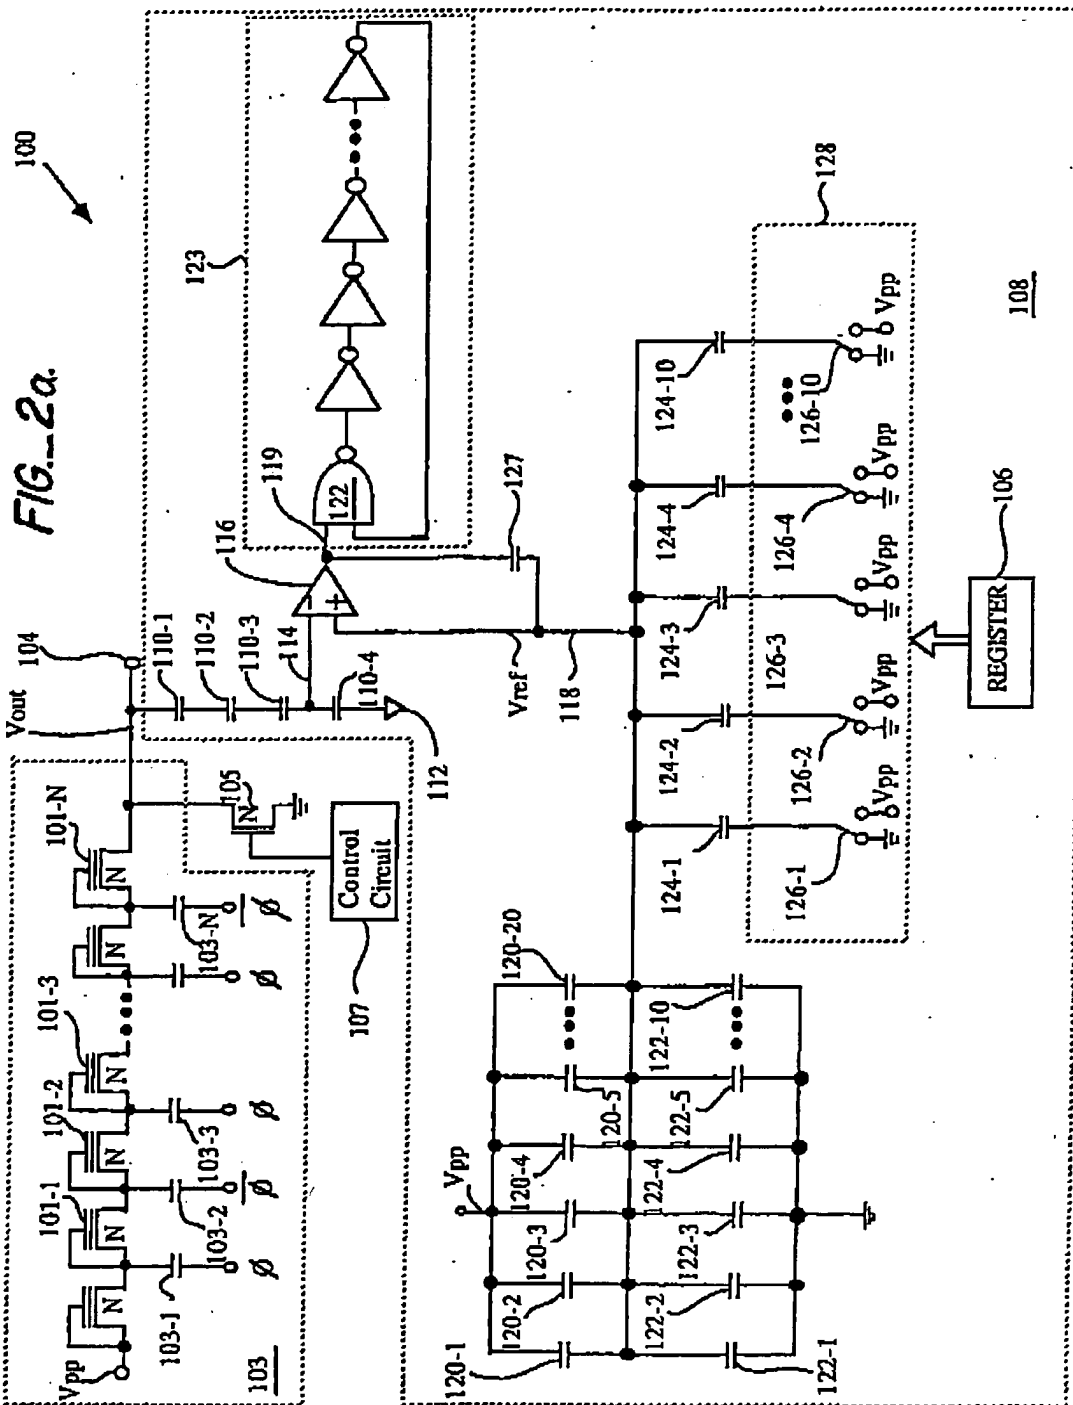 FIG._2a.
100
Vpp
N
N
101-1
N
101-2
N
101-3
N
N
101-N
103-1
Ø
103-2
Ø
103-3
Ø
Ø
103-N
Ø
103
Vout
104
N
105
Control
Circuit
107
110-1
110-2
110-3
110-4
114
112
116
−
+
119
122
123
127
Vref
118
Vpp
120-1
120-2
120-3
120-4
120-5
120-20
122-1
122-2
122-3
122-4
122-5
122-10
124-1
124-2
124-3
124-4
124-10
126-1
Vpp
126-2
Vpp
126-3
Vpp
126-4
Vpp
126-10
Vpp
128
REGISTER
106
108